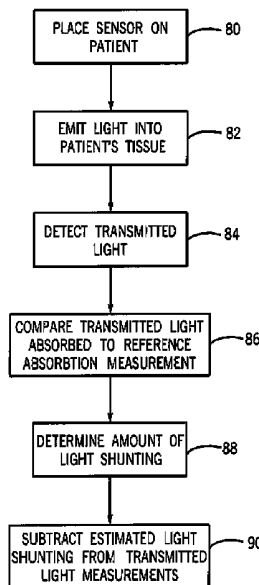 PLACE SENSOR ON
PATIENT
80
EMIT LIGHT INTO
PATIENT'S TISSUE
82
DETECT TRANSMITTED
LIGHT
84
COMPARE TRANSMITTED LIGHT
ABSORBED TO REFERENCE
ABSORBTION MEASUREMENT
86
DETERMINE AMOUNT OF
LIGHT SHUNTING
88
SUBTRACT ESTIMATED LIGHT
SHUNTING FROM TRANSMITTED
LIGHT MEASUREMENTS
90